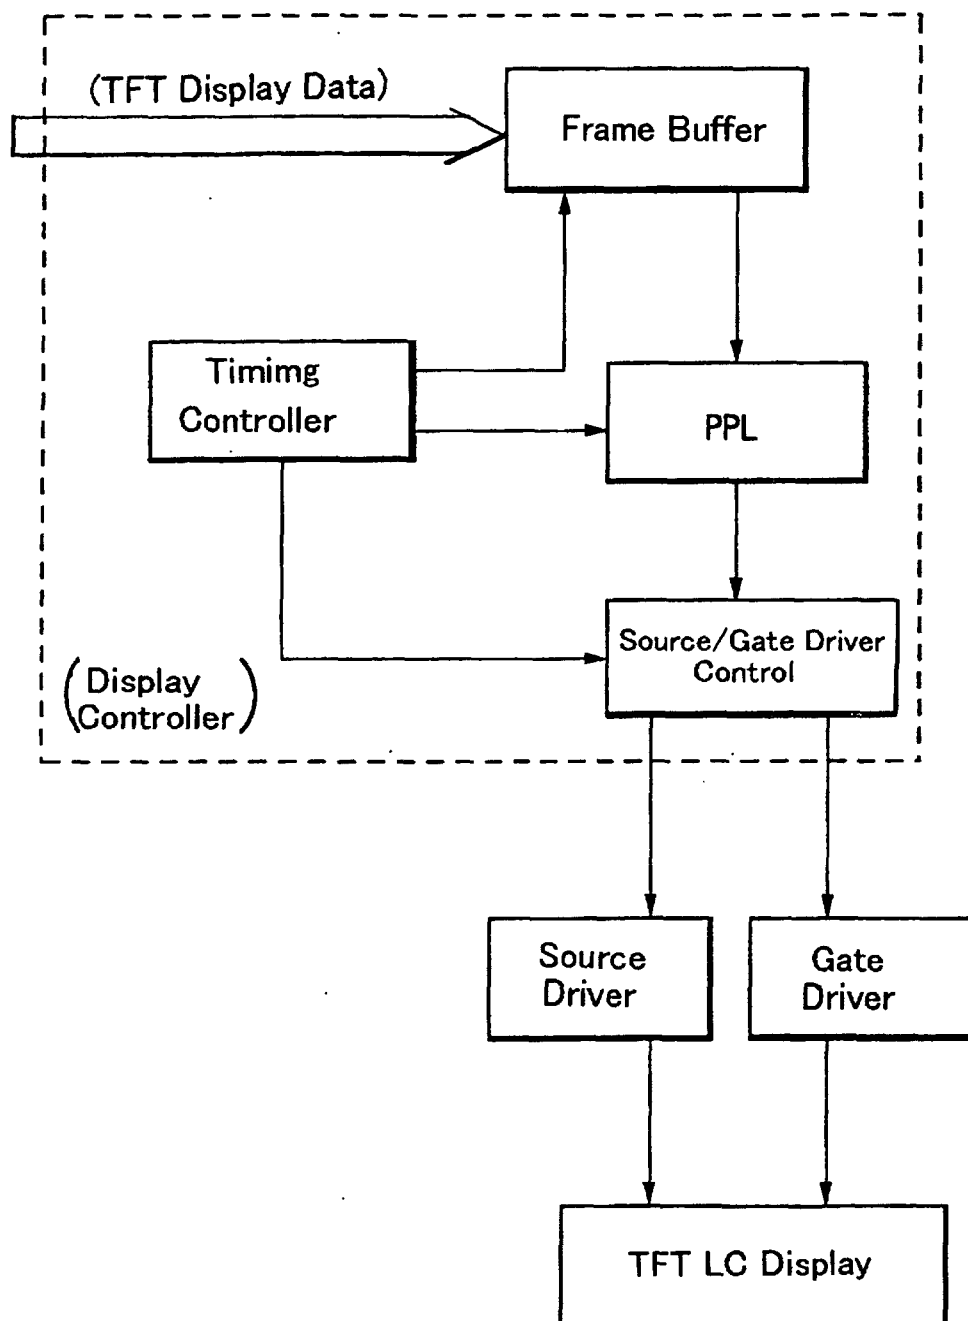 (TFT Display Data)
Frame Buffer
Timimg
Controller
PPL
Source/Gate Driver
Control
(Display
Controller)
Source
Driver
Gate
Driver
TFT LC Display